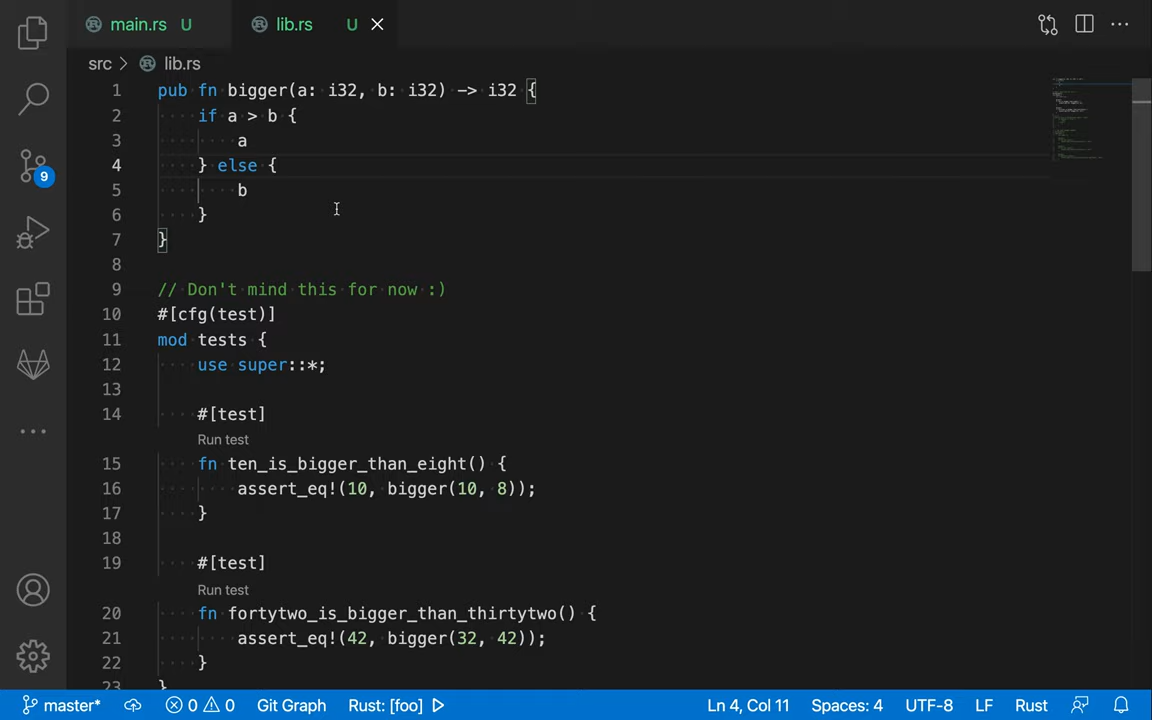 main.rs U lib.rs U
src > lib.rs
1 pub fn bigger(a: i32, b: i32) -> i32 {
2 if a > b {
3 a
4 } else {
5 b
6 }
7 }
8
9 // Don't mind this for now :)
10 #[cfg(test)]
11 mod tests {
12 use super::*;
13
14 #[test]
Run test
15 fn ten_is_bigger_than_eight() {
16 assert_eq!(10, bigger(10, 8));
17 }
18
19 #[test]
Run test
20 fn fortytwo_is_bigger_than_thirtytwo() {
21 assert_eq!(42, bigger(32, 42));
22 }
23 }
9
master* 0 0 Git Graph Rust: [foo] Ln 4, Col 11 Spaces: 4 UTF-8 LF Rust